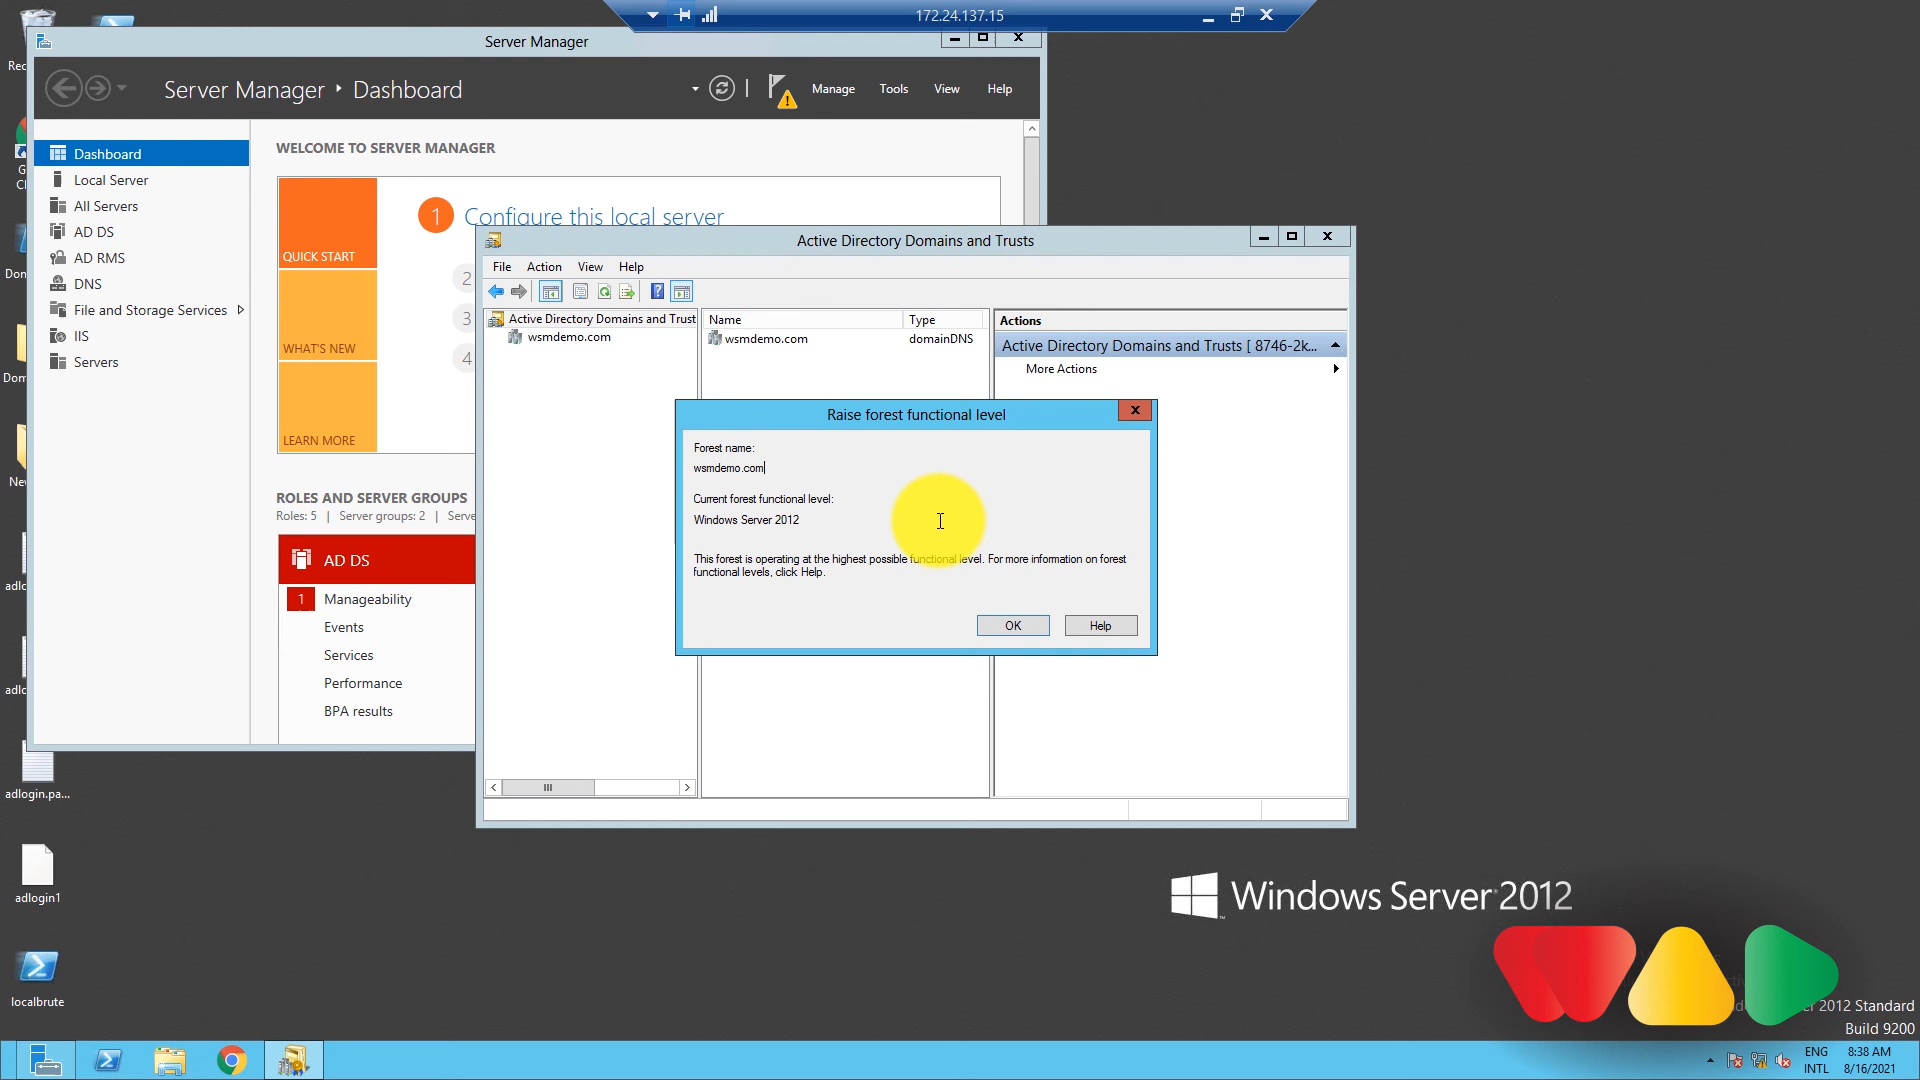 172.24.137.15
Rec
Server Manager
Server Manager
Dashboard
Manage
Tools
View
Help
Dashboard
Local Server
All Servers
AD DS
AD RMS
DNS
File and Storage Services
IIS
Servers
WELCOME TO SERVER MANAGER
QUICK START
WHAT'S NEW
LEARN MORE
1
Configure this local server
2
3
4
ROLES AND SERVER GROUPS
Roles: 5 | Server groups: 2 | Serve
AD DS
1 Manageability
Events
Services
Performance
BPA results
Active Directory Domains and Trusts
File
Action
View
Help
Active Directory Domains and Trust
wsmdemo.com
Name
Type
wsmdemo.com
domainDNS
Actions
Active Directory Domains and Trusts [ 8746-2k...
More Actions
Raise forest functional level
Forest name:
wsmdemo.com
Current forest functional level:
Windows Server 2012
This forest is operating at the highest possible functional level. For more information on forest
functional levels, click Help.
OK
Help
G
Cl
Don
Dom
New
adlo
adlo
adlogin.pa...
adlogin1
localbrute
Windows Server 2012
2012 Standard
Build 9200
ENG
INTL
8:38 AM
8/16/2021